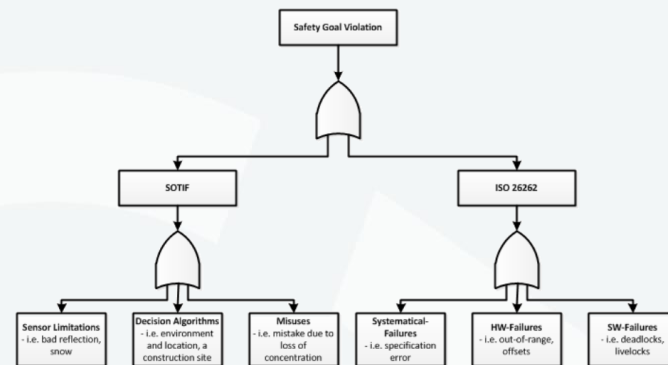 Safety Goal Violation
SOTIF
ISO 26262
Sensor Limitations
- i.e. bad reflection,
snow
Decision Algorithms
- i.e. environment
and location, a
construction site
Misuses
- i.e. mistake due to
loss of
concentration
Systematical-
Failures
- i.e. specification
error
HW-Failures
- i.e. out-of-range,
offsets
SW-Failures
- i.e. deadlocks,
livelocks